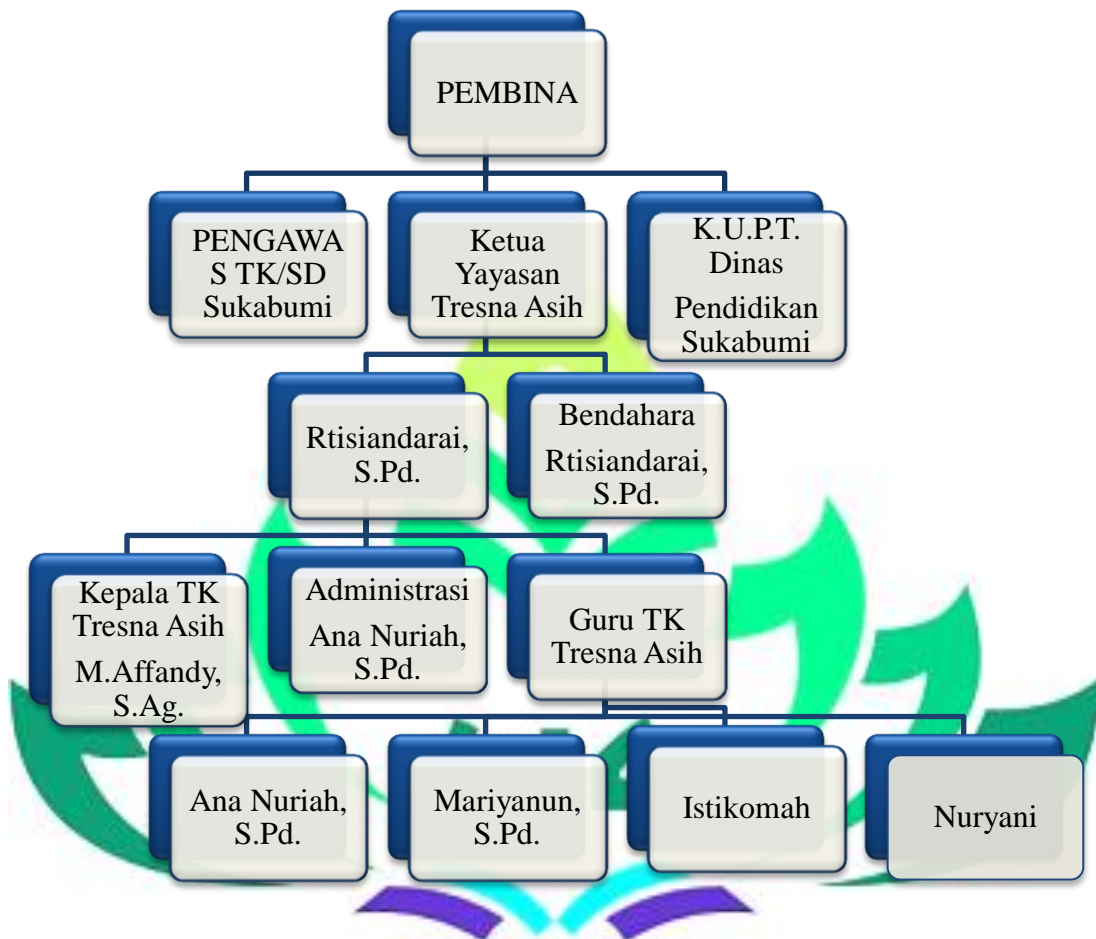 PEMBINA
PENGAWA
S TK/SD
Sukabumi
Ketua
Yayasan
Tresna Asih
K.U.P.T.
Dinas
Pendidikan
Sukabumi
Rtisiandarai,
S.Pd.
Bendahara
Rtisiandarai,
S.Pd.
Kepala TK
Tresna Asih
M.Affandy,
S.Ag.
Administrasi
Ana Nuriah,
S.Pd.
Guru TK
Tresna Asih
Ana Nuriah,
S.Pd.
Mariyanun,
S.Pd.
Istikomah
Nuryani